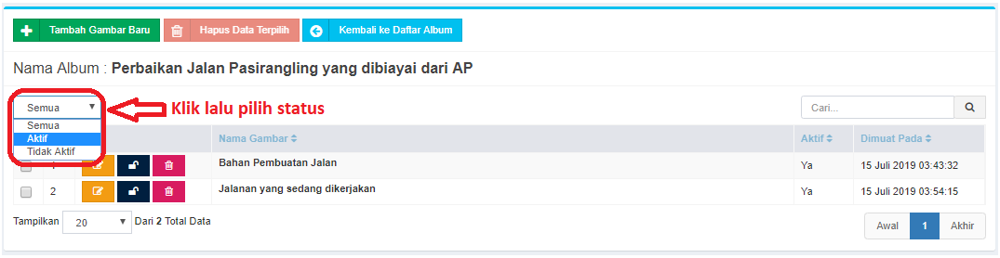 Tambah Gambar Baru Hapus Data Terpilih Kembali ke Daftar Album
Nama Album : Perbaikan Jalan Pasirangling yang dibiayai dari AP
Semua Klik lalu pilih status Cari...
Semua
Aktif
Tidak Aktif
Nama Gambar Aktif Dimuat Pada
Bahan Pembuatan Jalan Ya 15 Juli 2019 03:43:32
2 Jalanan yang sedang dikerjakan Ya 15 Juli 2019 03:54:15
Tampilkan 20 Dari 2 Total Data Awal 1 Akhir